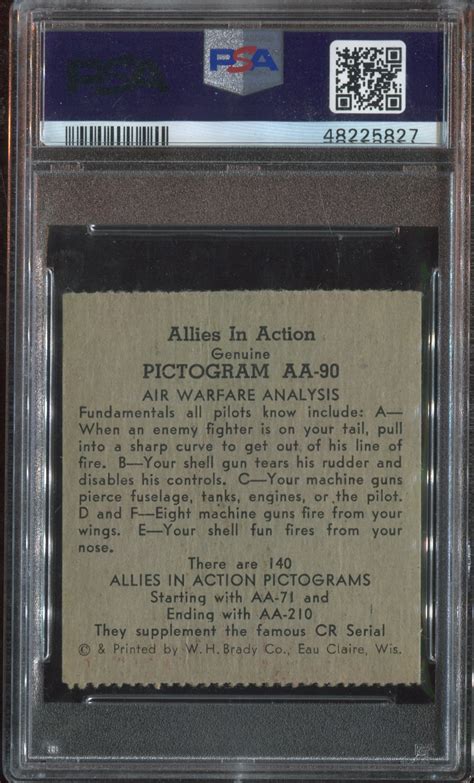 PSA
PSA
48225827
Allies In Action
Genuine
PICTOGRAM AA-90
AIR WARFARE ANALYSIS
Fundamentals all pilots know include: A—
When an enemy fighter is on your tail, pull
into a sharp curve to get out of his line of
fire. B—Your shell gun tears his rudder and
disables his controls. C—Your machine guns
pierce fuselage, tanks, engines, or the pilot.
D and F—Eight machine guns fire from your
wings. E—Your shell fun fires from your
nose.
There are 140
ALLIES IN ACTION PICTOGRAMS
Starting with AA-71 and
Ending with AA-210
They supplement the famous CR Serial
© & Printed by W. H. Brady Co., Eau Claire, Wis.